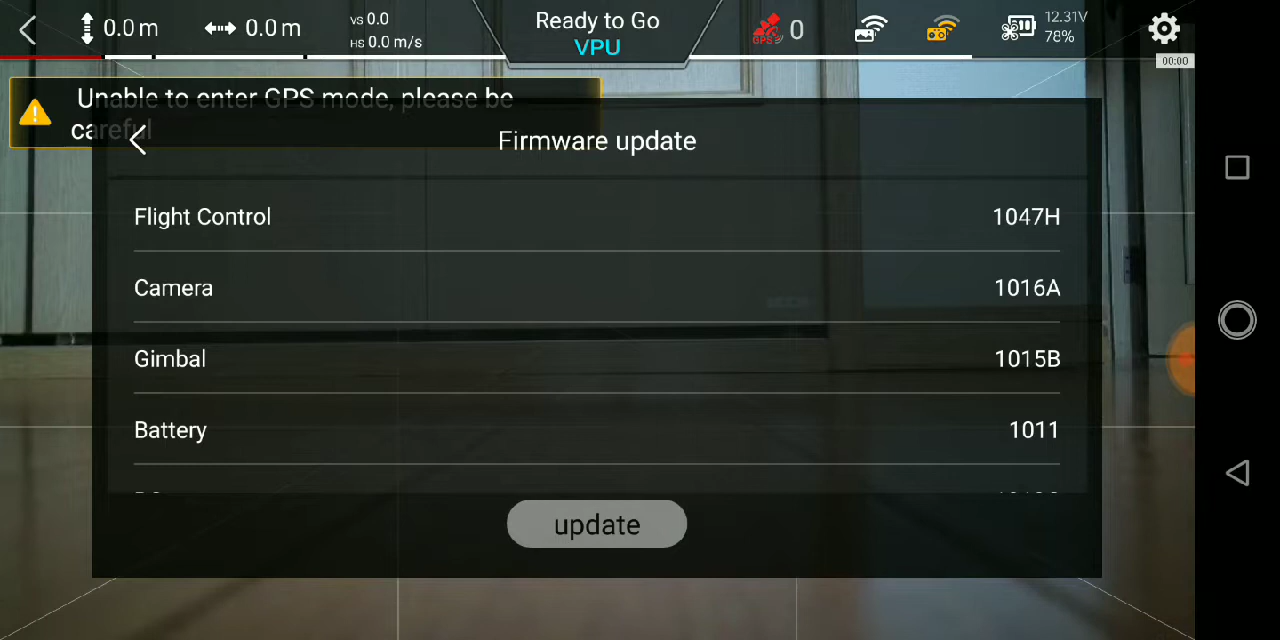 0.0 m
0.0 m
VS 0.0
HS 0.0 m/s
Ready to Go
VPU
GPS
0
12.31V
78%
00:00
Unable to enter GPS mode, please be
careful
Firmware update
Flight Control 1047H
Camera 1016A
Gimbal 1015B
Battery 1011
update